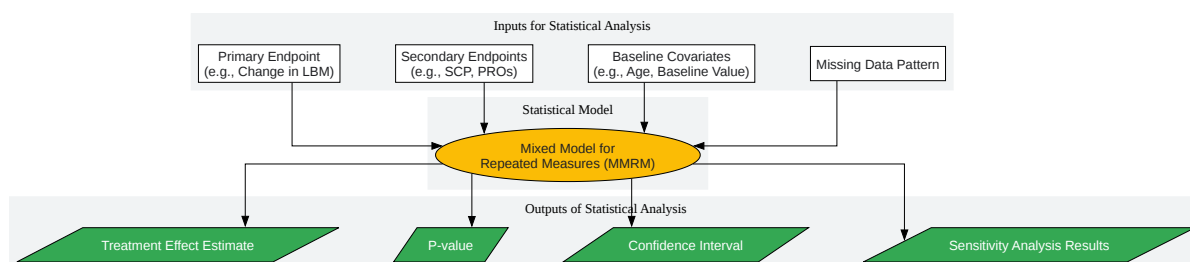 Inputs for Statistical Analysis
Primary Endpoint
(e.g., Change in LBM)
Secondary Endpoints
(e.g., SCP, PROs)
Baseline Covariates
(e.g., Age, Baseline Value)
Missing Data Pattern
Statistical Model
Mixed Model for
Repeated Measures (MMRM)
Outputs of Statistical Analysis
Treatment Effect Estimate
P-value
Confidence Interval
Sensitivity Analysis Results